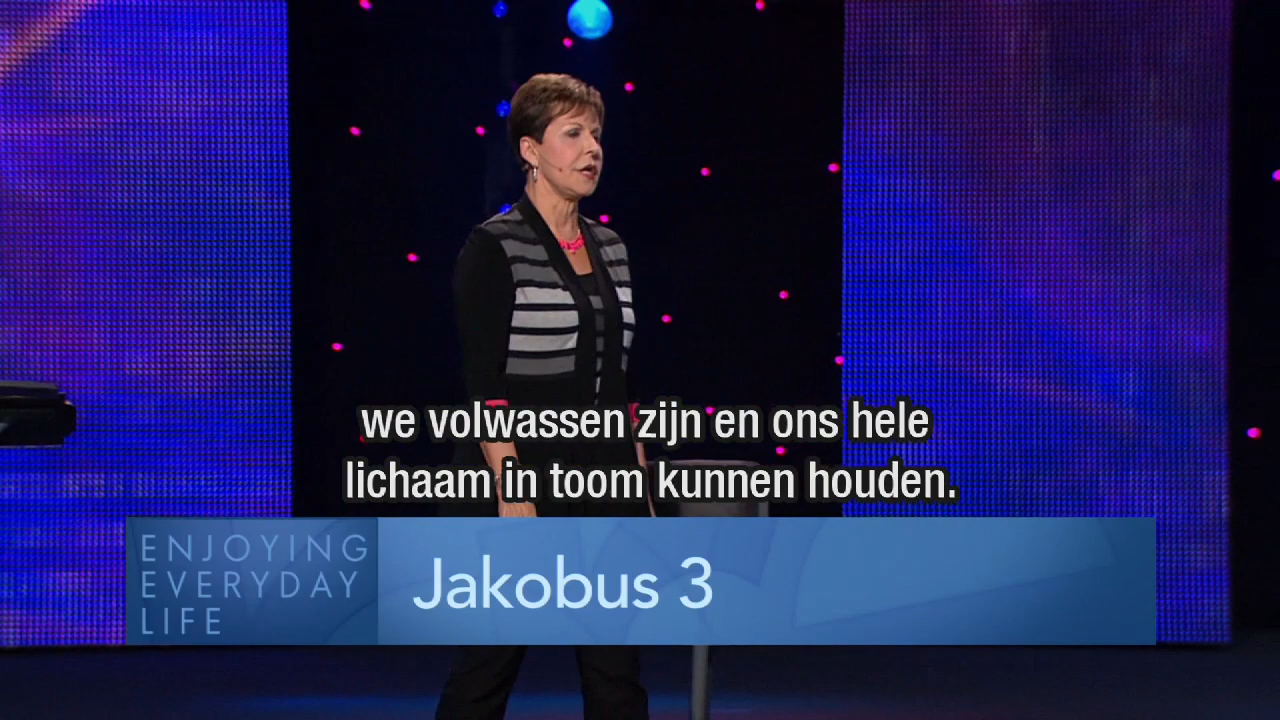 we volwassen zijn en ons hele
lichaam in toom kunnen houden.
ENJOYING
EVERYDAY
LIFE
Jakobus 3